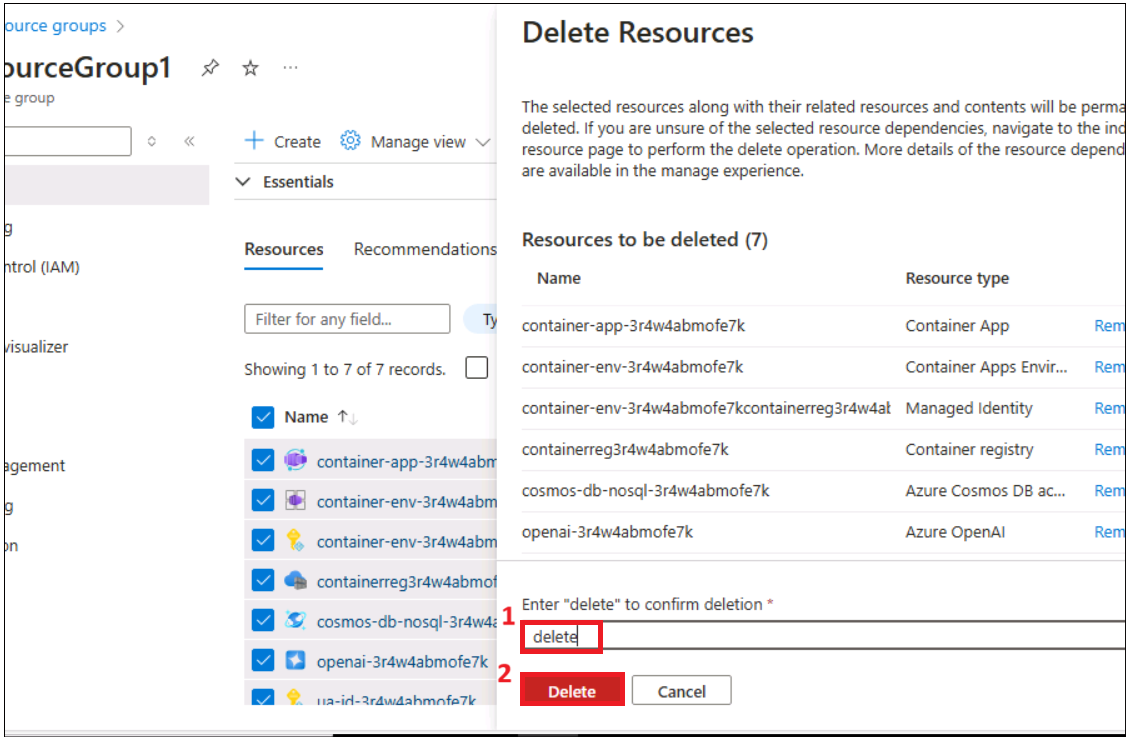 ource groups >
ourceGroup1 ...
e group
Create Manage view
Essentials
g
ntrol (IAM)
visualizer
agement
g
on
Resources Recommendations
Filter for any field... Ty
Showing 1 to 7 of 7 records.
Name ↑↓
container-app-3r4w4abm
container-env-3r4w4abm
container-env-3r4w4abm
containerreg3r4w4abmofe
cosmos-db-nosql-3r4w4a
openai-3r4w4abmofe7k
ua-id-3r4w4abmofe7k
Delete Resources
The selected resources along with their related resources and contents will be perma
deleted. If you are unsure of the selected resource dependencies, navigate to the ind
resource page to perform the delete operation. More details of the resource depend
are available in the manage experience.
Resources to be deleted (7)
Name Resource type
container-app-3r4w4abmofe7k Container App Rem
container-env-3r4w4abmofe7k Container Apps Envir... Rem
container-env-3r4w4abmofe7kcontainerreg3r4w4ab Managed Identity Rem
containerreg3r4w4abmofe7k Container registry Rem
cosmos-db-nosql-3r4w4abmofe7k Azure Cosmos DB ac... Rem
openai-3r4w4abmofe7k Azure OpenAI Rem
Enter "delete" to confirm deletion *
1 delete
2 Delete Cancel